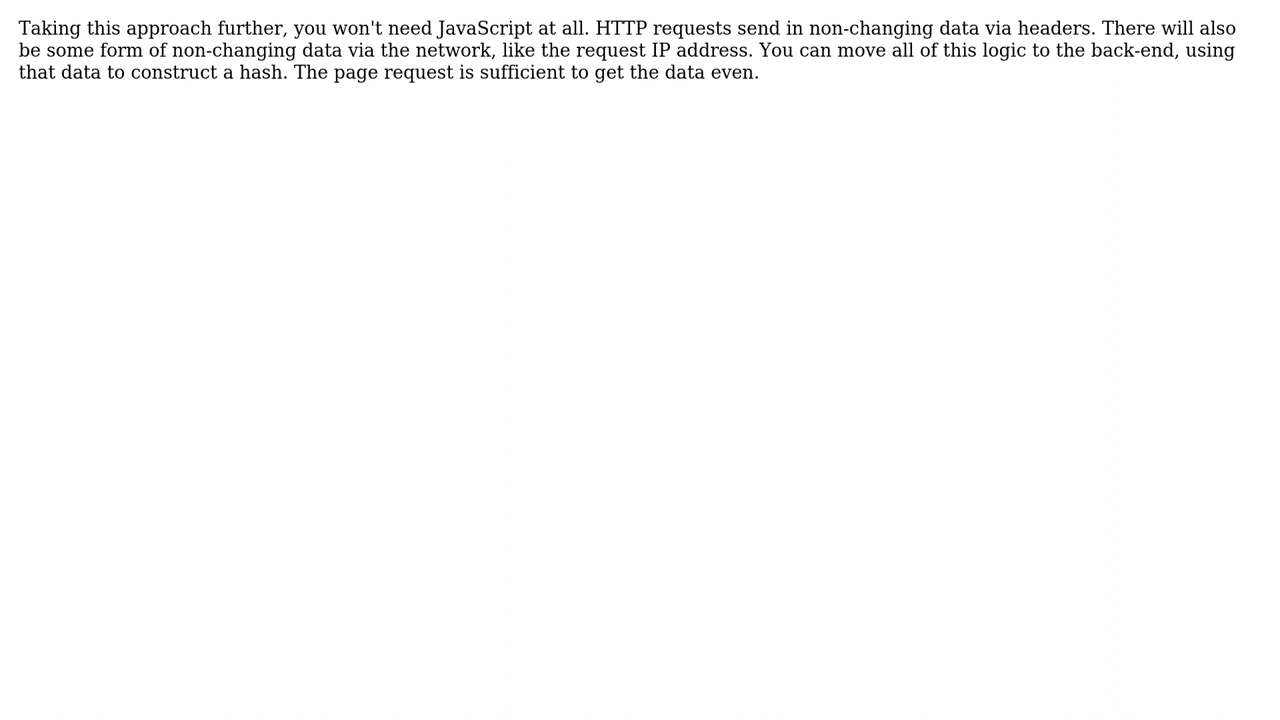 Taking this approach further, you won't need JavaScript at all. HTTP requests send in non-changing data via headers. There will also
be some form of non-changing data via the network, like the request IP address. You can move all of this logic to the back-end, using
that data to construct a hash. The page request is sufficient to get the data even.